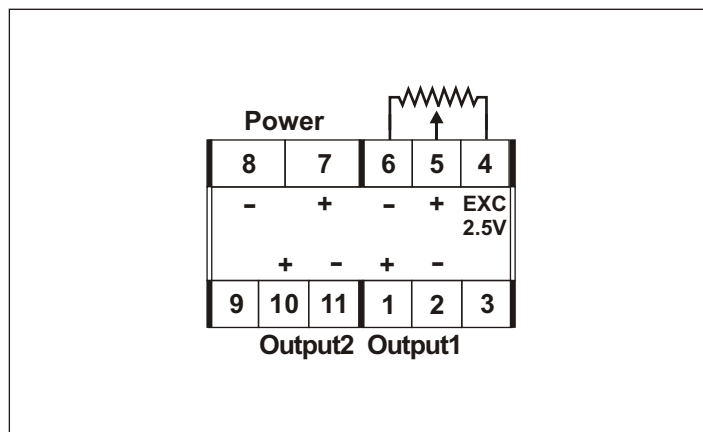 Power
8 7 6 5 4
- + - + EXC
2.5V
+ - + -
9 10 11 1 2 3
Output2 Output1